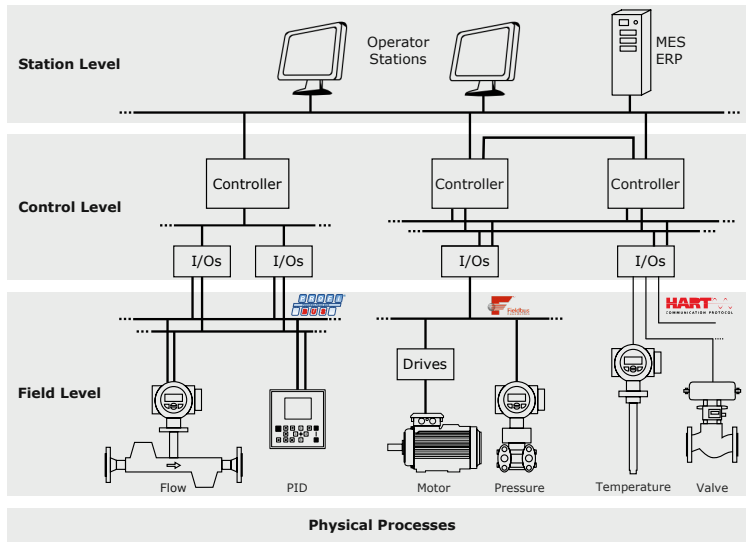 Station Level
Operator
Stations
MES
ERP
Control Level
Controller
Controller
Controller
I/Os
I/Os
I/Os
I/Os
Field Level
PROFI
BUS
Fieldbus
HART
COMMUNICATION PROTOCOL
Drives
Flow
PID
Motor
Pressure
Temperature
Valve
Physical Processes